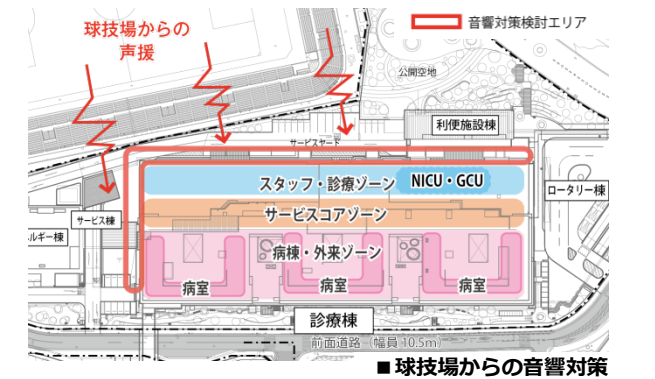 球技場からの
声援
音響対策検討エリア
公開空地
利便施設棟
サービスヤード
スタッフ・診療ゾーン
NICU・GCU
ロータリー棟
サービスコアゾーン
サービス棟
ルギー棟
病棟・外来ゾーン
病室
病室
病室
診療棟
前面道路（幅員 10.5m）
■球技場からの音響対策